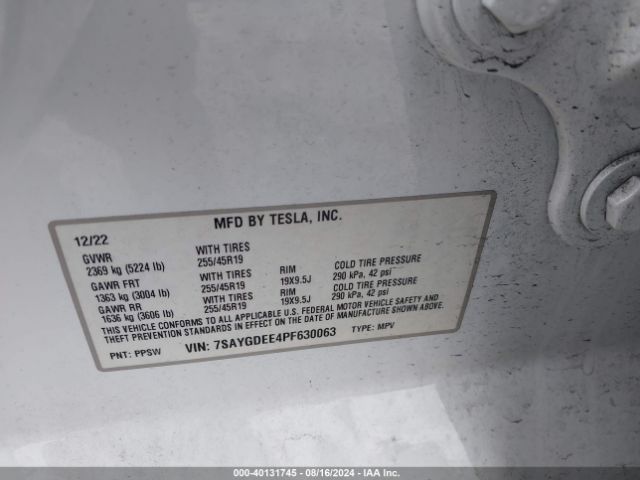 MFD BY TESLA, INC.
12/22
GVWR WITH TIRES
2369 kg (5224 lb) 255/45R19
GAWR FRT WITH TIRES RIM COLD TIRE PRESSURE
1363 kg (3004 lb) 255/45R19 19X9.5J 290 kPa, 42 psi
GAWR RR WITH TIRES RIM COLD TIRE PRESSURE
1636 kg (3606 lb) 255/45R19 19X9.5J 290 kPa, 42 psi
THIS VEHICLE CONFORMS TO ALL APPLICABLE U.S. FEDERAL MOTOR VEHICLE SAFETY AND
THEFT PREVENTION STANDARDS IN EFFECT ON THE DATE OF MANUFACTURE SHOWN ABOVE.
PNT: PPSW VIN: 7SAYGDEE4PF630063 TYPE: MPV
000-40131745 - 08/16/2024 - IAA Inc.